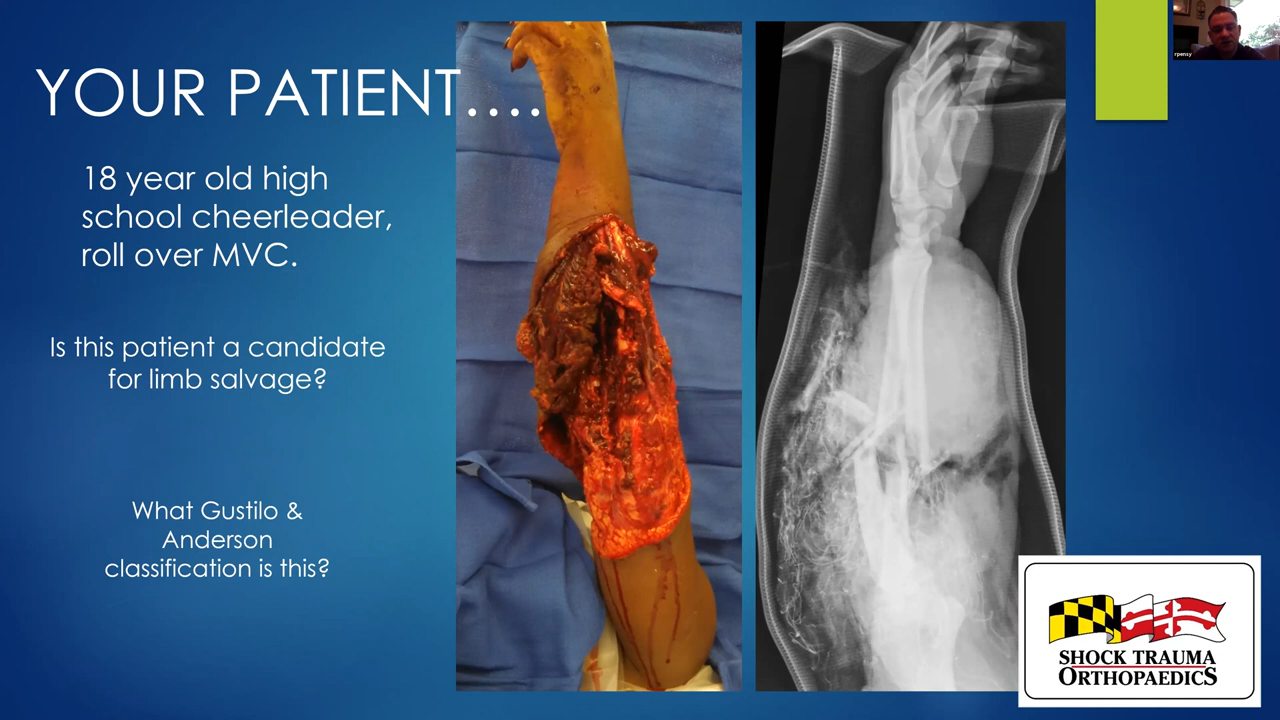 YOUR PATIENT....
18 year old high
school cheerleader,
roll over MVC.
Is this patient a candidate
for limb salvage?
What Gustilo &
Anderson
classification is this?
SHOCK TRAUMA
ORTHOPAEDICS